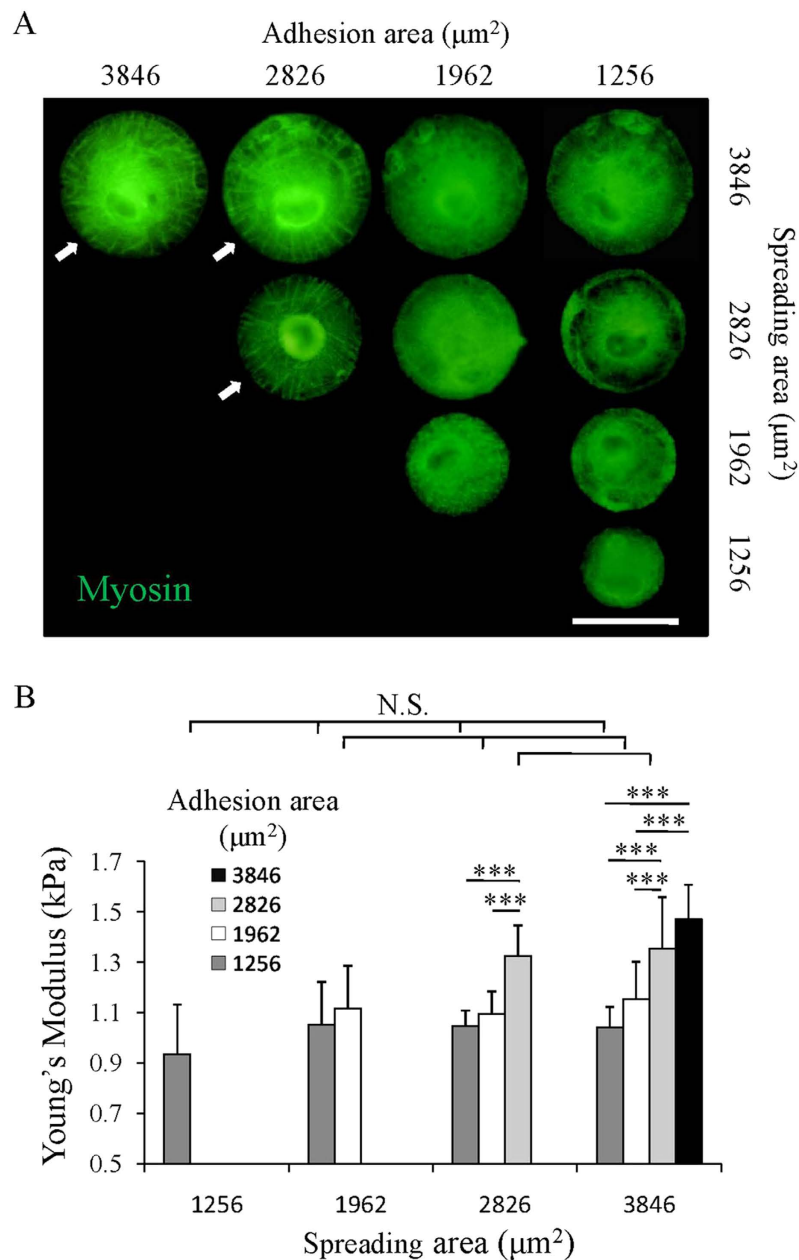 A
Adhesion area (μm²)
3846 2826 1962 1256
3846
2826
1962
1256
Spreading area (μm²)
Myosin
B
N.S.
Adhesion area
(μm²)
3846
2826
1962
1256
*** ***
*** ***
***
***
Young's Modulus (kPa)
1.7
1.5
1.3
1.1
0.9
0.7
0.5
1256 1962 2826 3846
Spreading area (μm²)